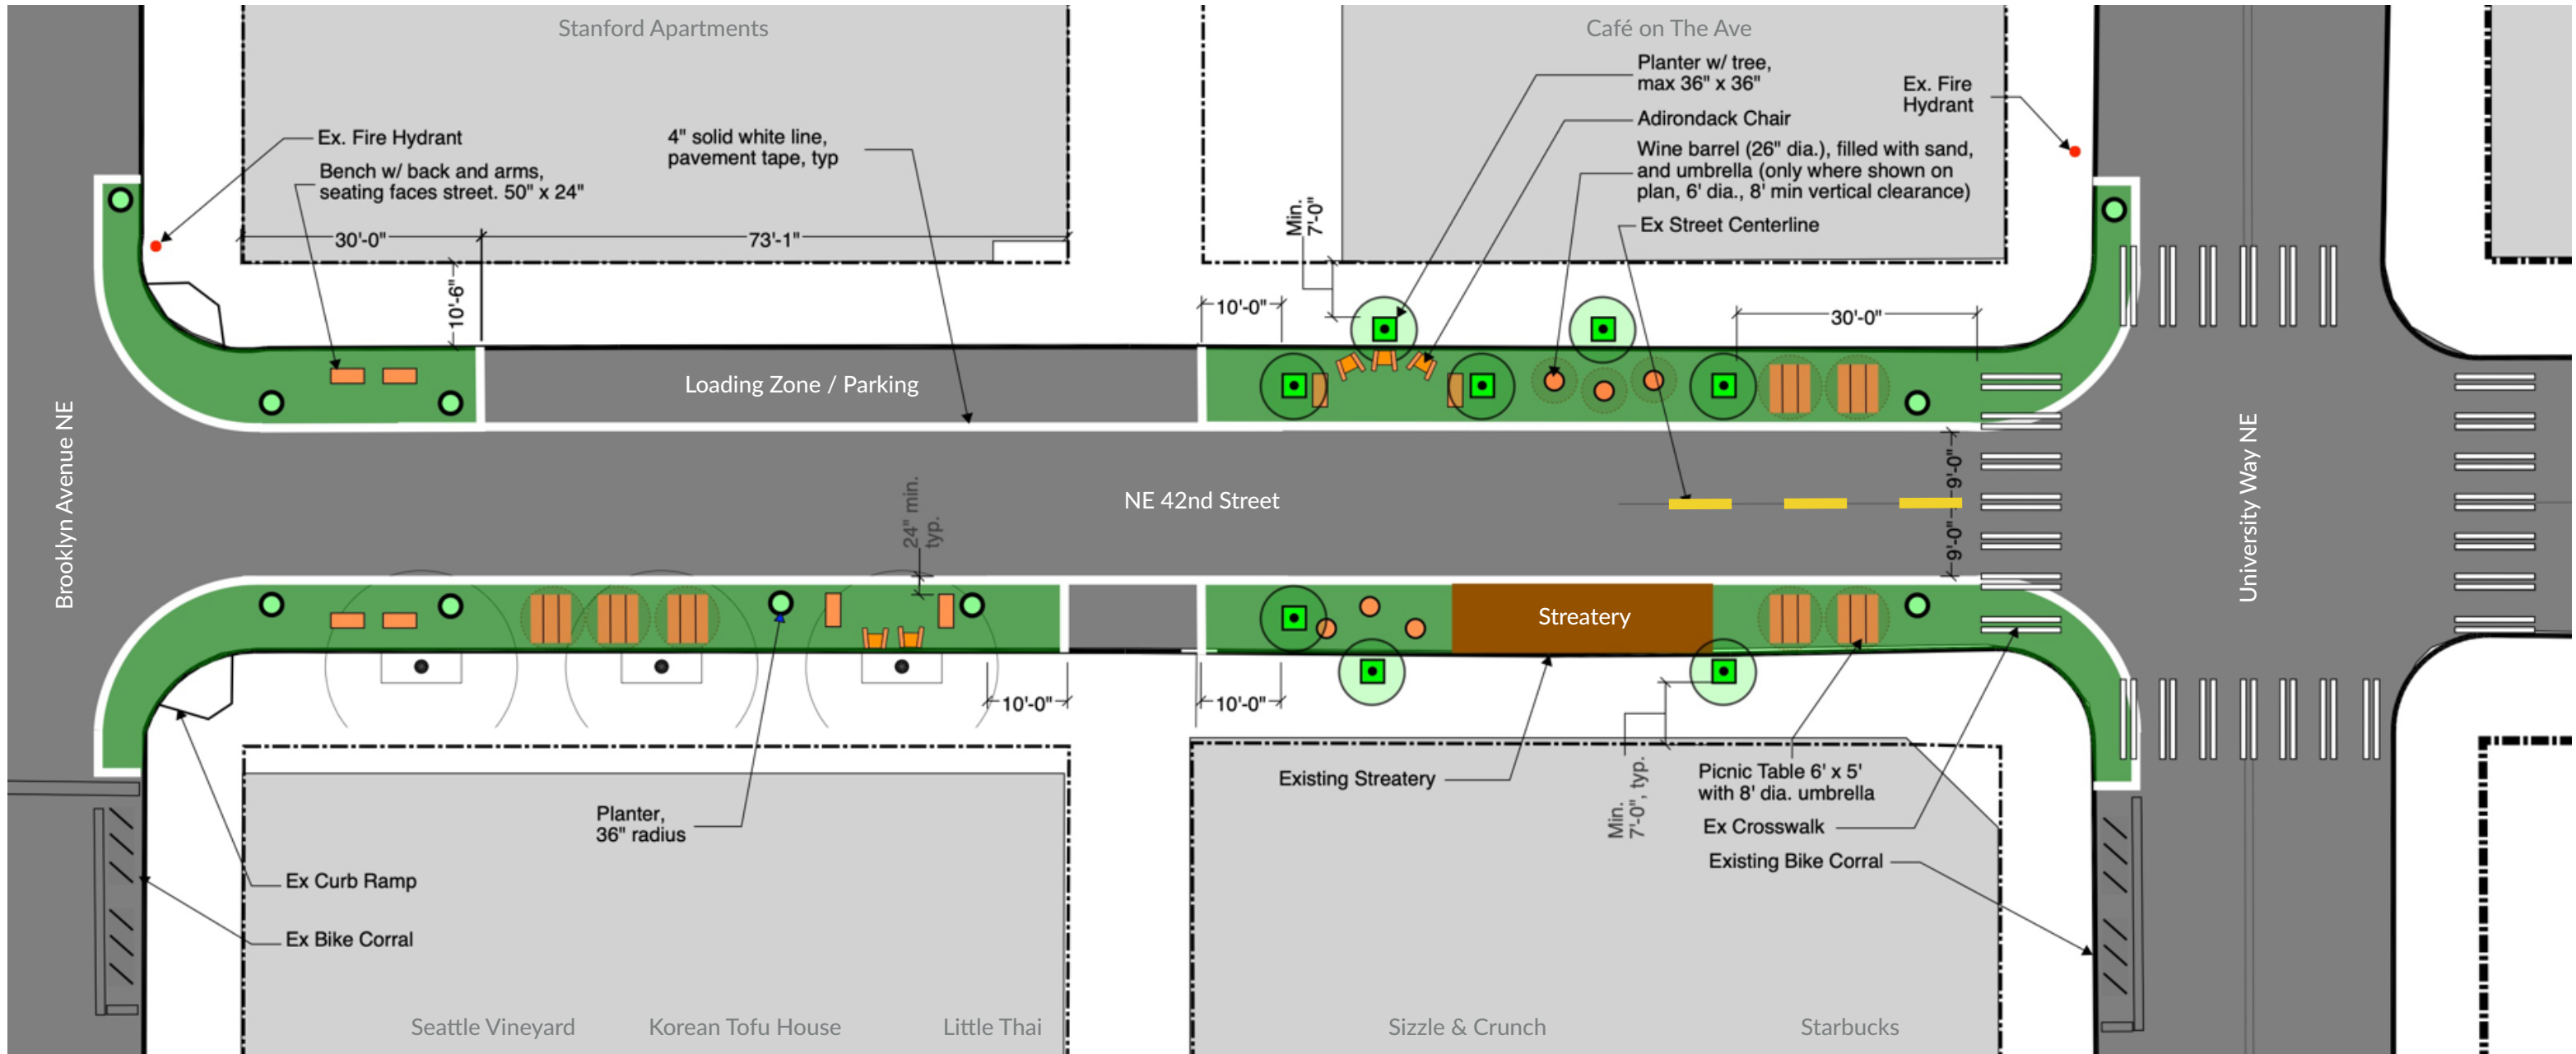 Stanford Apartments
Café on The Ave
Planter w/ tree,
max 36" x 36"
Ex. Fire
Hydrant
Adirondack Chair
Ex. Fire Hydrant
4" solid white line,
pavement tape, typ
Wine barrel (26" dia.), filled with sand,
and umbrella (only where shown on
plan, 6' dia., 8' min vertical clearance)
Bench w/ back and arms,
seating faces street. 50" x 24"
Min.
7'-0"
Ex Street Centerline
30'-0"
73'-1"
10'-6"
10'-0"
30'-0"
Loading Zone / Parking
Brooklyn Avenue NE
NE 42nd Street
9'-0"
9'-0"
University Way NE
24" min.
typ.
Streatery
10'-0"
10'-0"
Existing Streatery
Min.
7'-0", typ.
Picnic Table 6' x 5'
with 8' dia. umbrella
Planter,
36" radius
Ex Crosswalk
Existing Bike Corral
Ex Curb Ramp
Ex Bike Corral
Seattle Vineyard
Korean Tofu House
Little Thai
Sizzle & Crunch
Starbucks